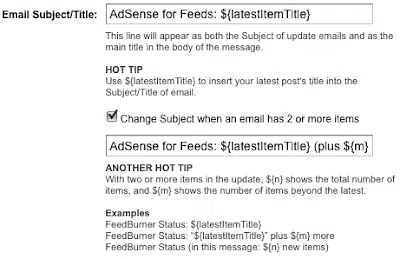 Email Subject/Title: AdSense for Feeds: ${latestItemTitle}
This line will appear as both the Subject of update emails and as the
main title in the body of the message.
HOT TIP
Use ${latestItemTitle} to insert your latest post's title into the
Subject/Title of email.
Change Subject when an email has 2 or more items
AdSense for Feeds: ${latestItemTitle} (plus ${m}
ANOTHER HOT TIP
With two or more items in the update, ${n} shows the total number of
items, and ${m} shows the number of items beyond the latest.
Examples
FeedBurner Status: ${latestItemTitle}
FeedBurner Status: "${latestItemTitle}" plus ${m} more
FeedBurner Status (in this message: ${n} new items)